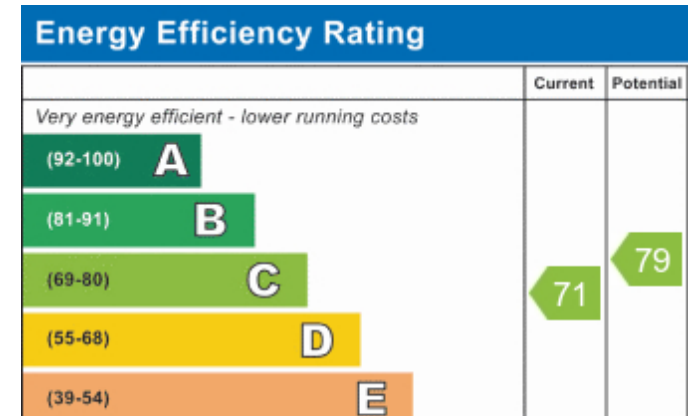 Energy Efficiency Rating
Current Potential
Very energy efficient - lower running costs
(92-100) A
(81-91) B
(69-80) C
71
79
(55-68) D
(39-54) E